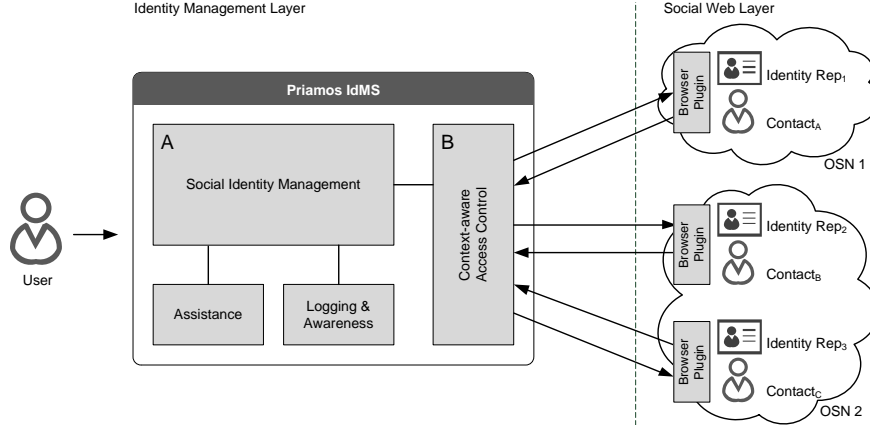 Identity Management Layer
Social Web Layer
Priamos IdMS
A
Social Identity Management
B
Context-aware
Access Control
Assistance
Logging &
Awareness
User
Browser
Plugin
Identity Rep1
ContactA
OSN 1
Browser
Plugin
Identity Rep2
ContactB
Browser
Plugin
Identity Rep3
ContactC
OSN 2